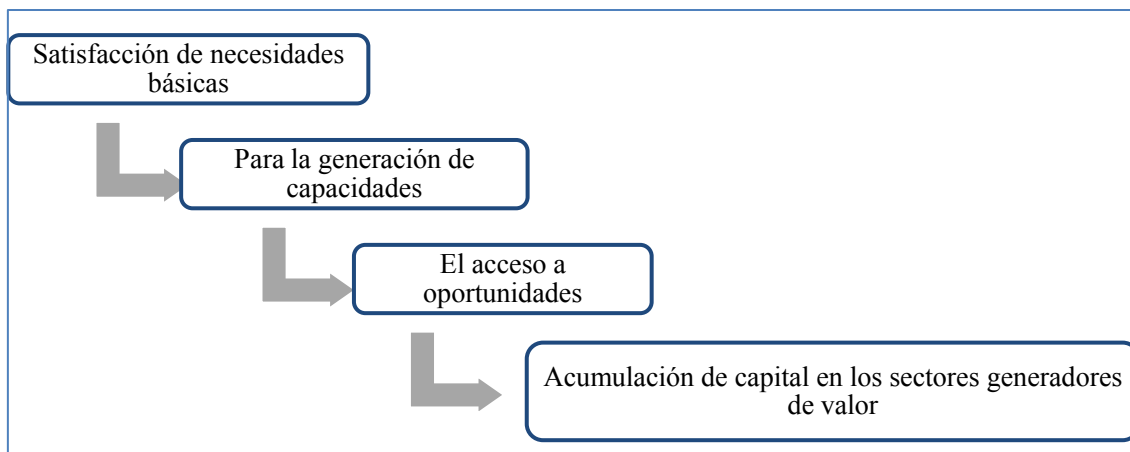 Satisfacción de necesidades
básicas
Para la generación de
capacidades
El acceso a
oportunidades
Acumulación de capital en los sectores generadores
de valor